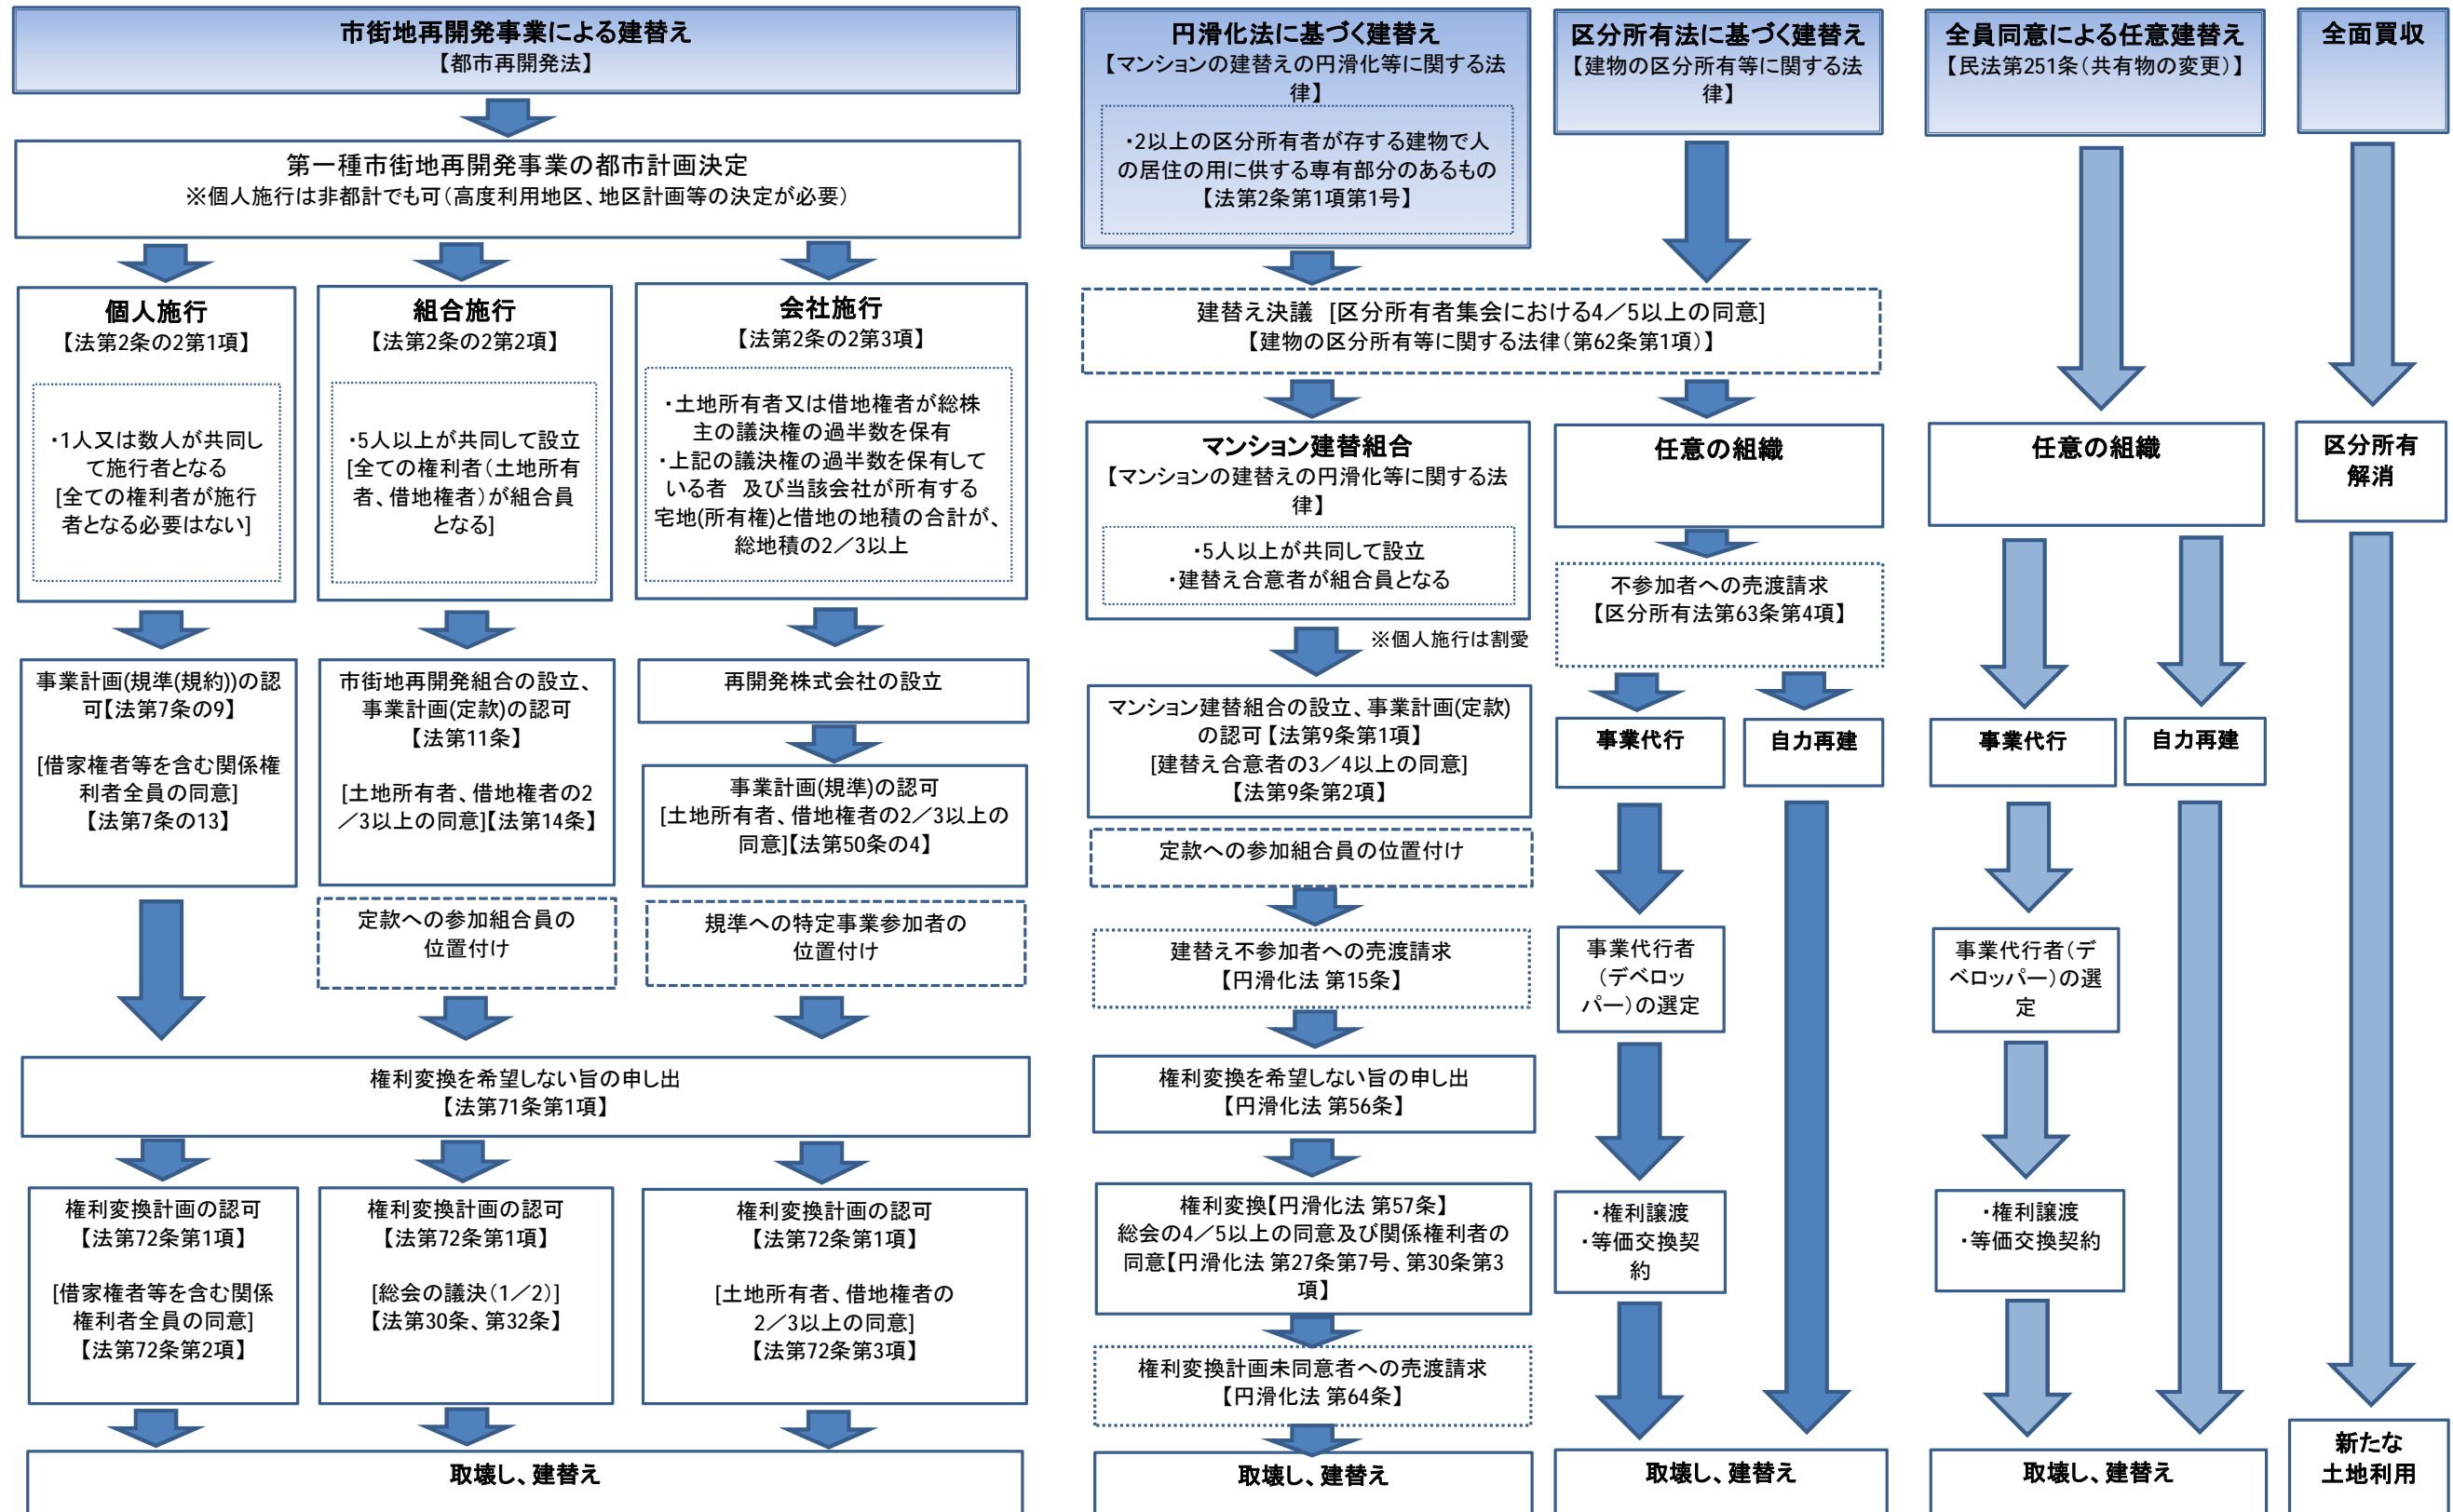 市街地再開発事業による建替え
【都市再開発法】
第一種市街地再開発事業の都市計画決定
※個人施行は非都計でも可（高度利用地区、地区計画等の決定が必要）
個人施行
【法第2条の2第1項】
・1人又は数人が共同し
て施行者となる
[全ての権利者が施行
者となる必要はない]
組合施行
【法第2条の2第2項】
・5人以上が共同して設立
[全ての権利者（土地所有
者、借地権者）が組合員
となる]
会社施行
【法第2条の2第3項】
・土地所有者又は借地権者が総株
主の議決権の過半数を保有
・上記の議決権の過半数を保有して
いる者　及び当該会社が所有する
宅地(所有権)と借地の地積の合計が、
総地積の2／3以上
事業計画(規準(規約))の認
可【法第7条の9】
[借家権者等を含む関係権
利者全員の同意]
【法第7条の13】
市街地再開発組合の設立、
事業計画(定款)の認可
【法第11条】
[土地所有者、借地権者の2
／3以上の同意]【法第14条】
再開発株式会社の設立
事業計画(規準)の認可
[土地所有者、借地権者の2／3以上の
同意]【法第50条の4】
定款への参加組合員の
位置付け
規準への特定事業参加者の
位置付け
権利変換を希望しない旨の申し出
【法第71条第1項】
権利変換計画の認可
【法第72条第1項】
[借家権者等を含む関係
権利者全員の同意]
【法第72条第2項】
権利変換計画の認可
【法第72条第1項】
[総会の議決（1／2）]
【法第30条、第32条】
権利変換計画の認可
【法第72条第1項】
[土地所有者、借地権者の
2／3以上の同意]
【法第72条第3項】
取壊し、建替え
円滑化法に基づく建替え
【マンションの建替えの円滑化等に関する法
律】
・2以上の区分所有者が存する建物で人
の居住の用に供する専有部分のあるもの
【法第2条第1項第1号】
区分所有法に基づく建替え
【建物の区分所有等に関する法
律】
建替え決議　[区分所有者集会における4／5以上の同意]
【建物の区分所有等に関する法律（第62条第1項）】
マンション建替組合
【マンションの建替えの円滑化等に関する法
律】
・5人以上が共同して設立
・建替え合意者が組合員となる
※個人施行は割愛
マンション建替組合の設立、事業計画(定款)
の認可【法第9条第1項】
[建替え合意者の3／4以上の同意]
【法第9条第2項】
定款への参加組合員の位置付け
建替え不参加者への売渡請求
【円滑化法 第15条】
権利変換を希望しない旨の申し出
【円滑化法 第56条】
権利変換【円滑化法 第57条】
総会の4／5以上の同意及び関係権利者の
同意【円滑化法 第27条第7号、第30条第3
項】
権利変換計画未同意者への売渡請求
【円滑化法 第64条】
取壊し、建替え
任意の組織
不参加者への売渡請求
【区分所有法第63条第4項】
事業代行
自力再建
事業代行者
（デベロッ
パー）の選定
・権利譲渡
・等価交換契
約
取壊し、建替え
全員同意による任意建替え
【民法第251条（共有物の変更）】
任意の組織
事業代行
自力再建
事業代行者（デ
ベロッパー）の選
定
・権利譲渡
・等価交換契約
取壊し、建替え
全面買収
区分所有
解消
新たな
土地利用